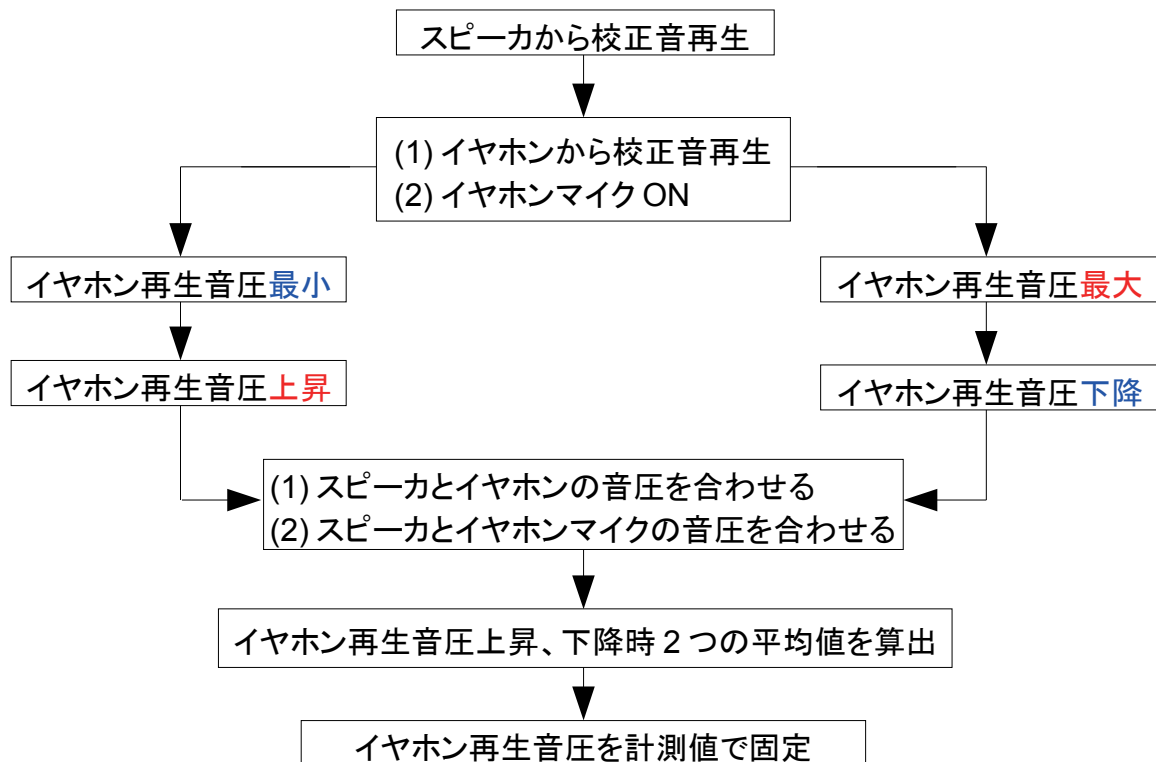 スピーカから校正音再生
(1) イヤホンから校正音再生
(2) イヤホンマイク ON
イヤホン再生音圧最小
イヤホン再生音圧最大
イヤホン再生音圧上昇
イヤホン再生音圧下降
(1) スピーカとイヤホンの音圧を合わせる
(2) スピーカとイヤホンマイクの音圧を合わせる
イヤホン再生音圧上昇、下降時 2 つの平均値を算出
イヤホン再生音圧を計測値で固定